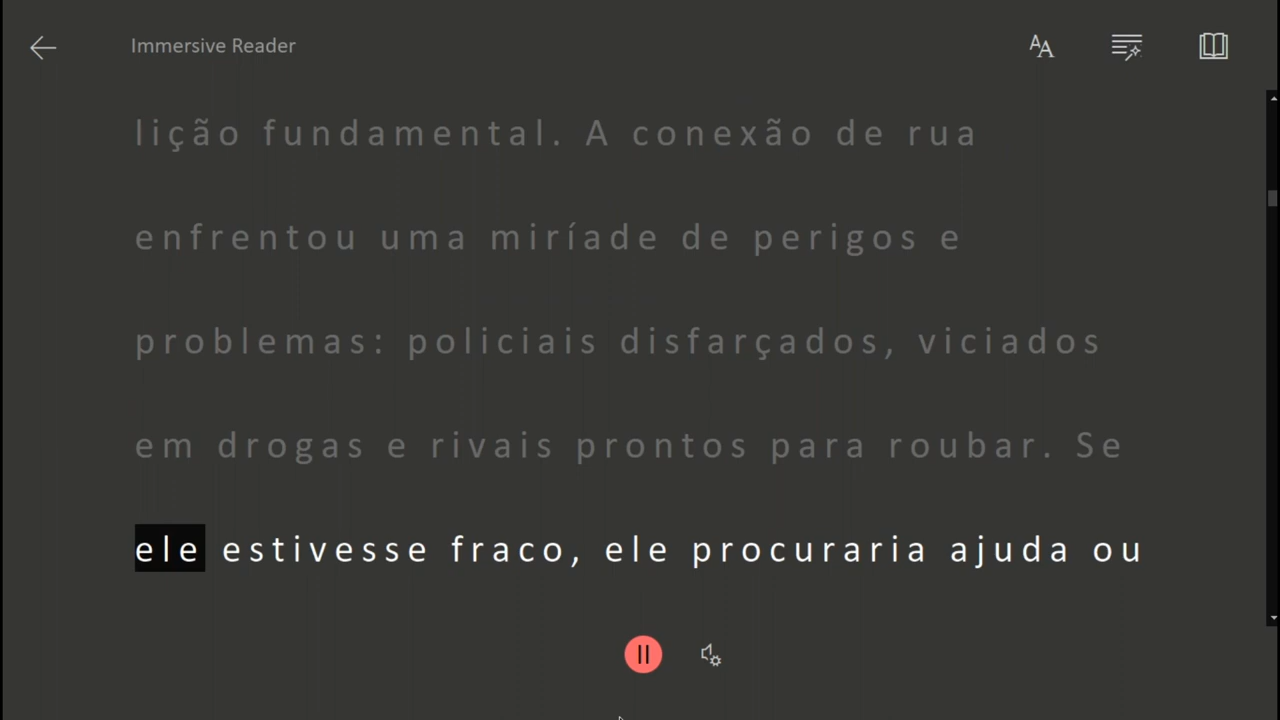 Immersive Reader
lição fundamental. A conexão de rua
enfrentou uma miríade de perigos e
problemas: policiais disfarçados, viciados
em drogas e rivais prontos para roubar. Se
ele estivesse fraco, ele procuraria ajuda ou